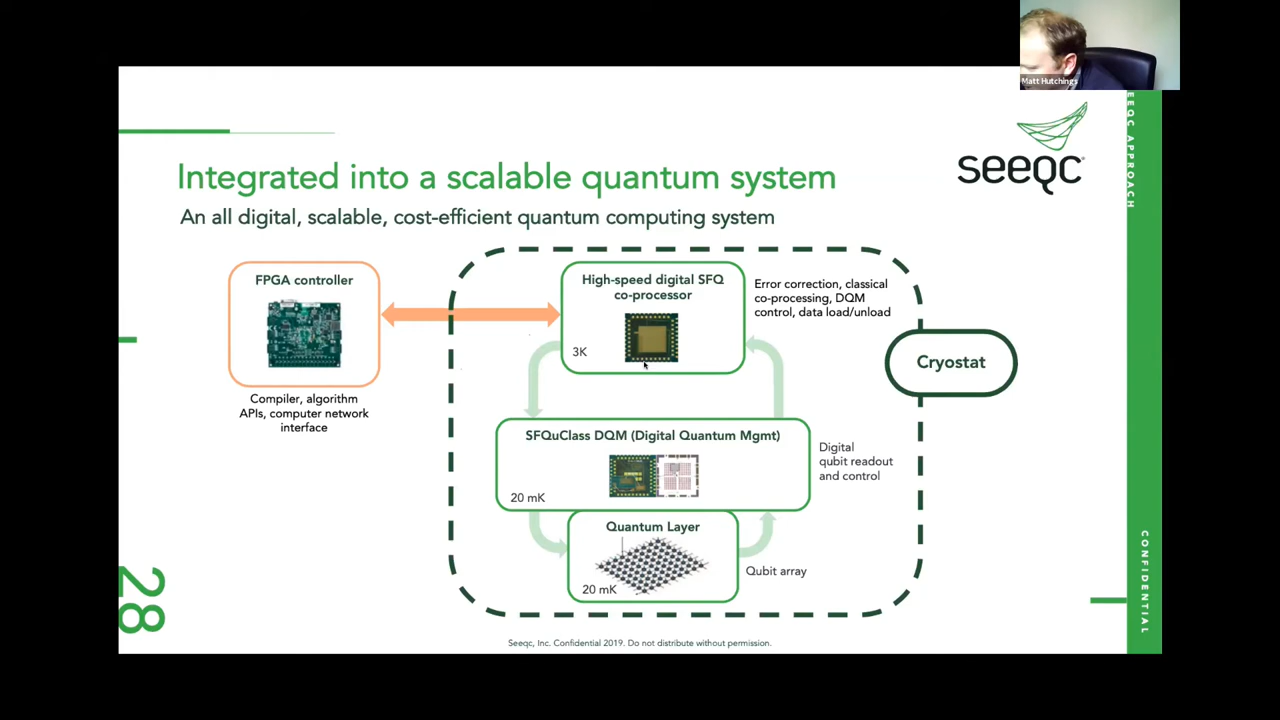 Matt Hutchings
SEEQC APPROACH
seeQC
Integrated into a scalable quantum system
An all digital, scalable, cost-efficient quantum computing system
FPGA controller
Compiler, algorithm
APIs, computer network
interface
High-speed digital SFQ
co-processor
3K
Error correction, classical
co-processing, DQM
control, data load/unload
Cryostat
SFQuClass DQM (Digital Quantum Mgmt)
20 mK
Digital
qubit readout
and control
Quantum Layer
20 mK
Qubit array
28
CONFIDENTIAL
Seeqc, Inc. Confidential 2019. Do not distribute without permission.